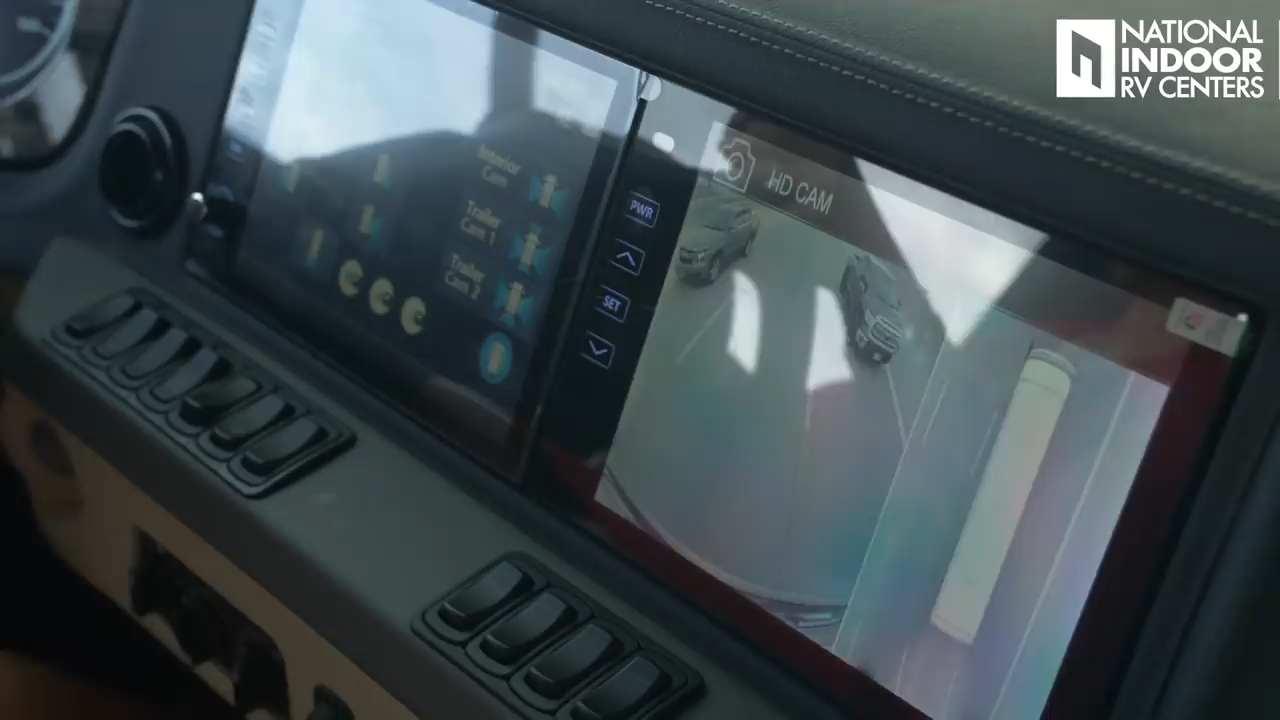 NATIONAL
INDOOR
RV CENTERS
Interior
Cam
Trailer
Cam 1
Trailer
Cam 2
PWR
SET
HD CAM